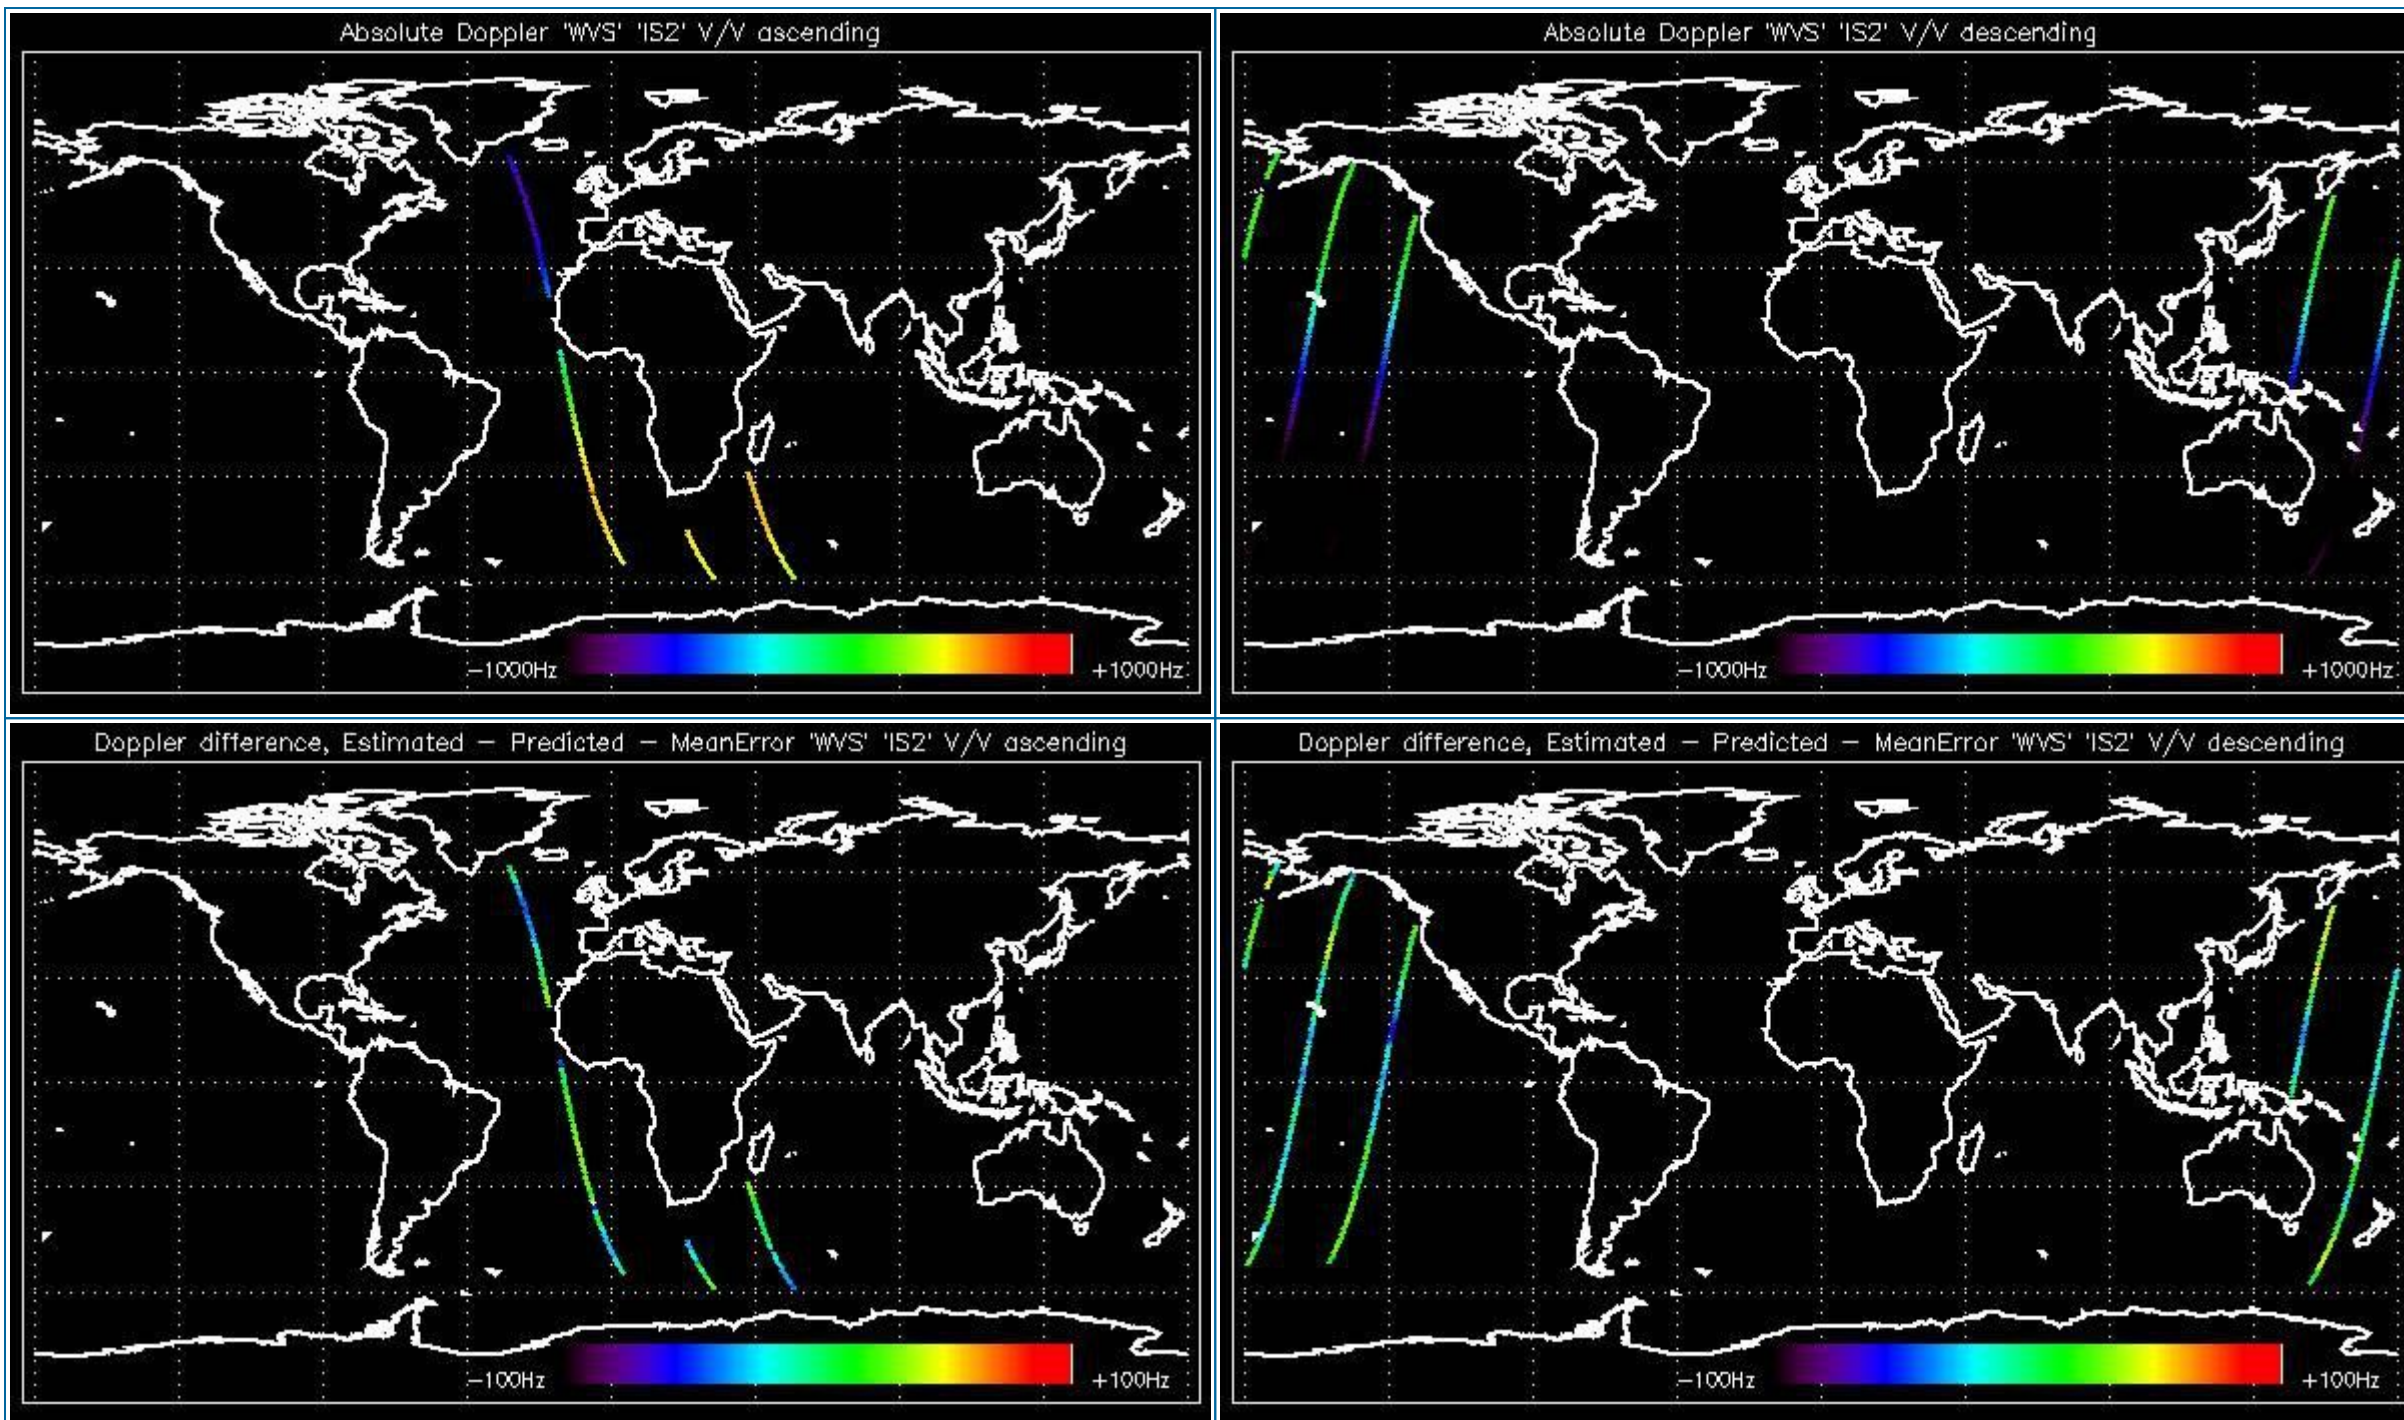 Absolute Doppler 'WVS' 'IS2' V/V ascending
-1000Hz
+1000Hz
Absolute Doppler 'WVS' 'IS2' V/V descending
-1000Hz
+1000Hz
Doppler difference, Estimated - Predicted - MeanError 'WVS' 'IS2' V/V ascending
-100Hz
+100Hz
Doppler difference, Estimated - Predicted - MeanError 'WVS' 'IS2' V/V descending
-100Hz
+100Hz